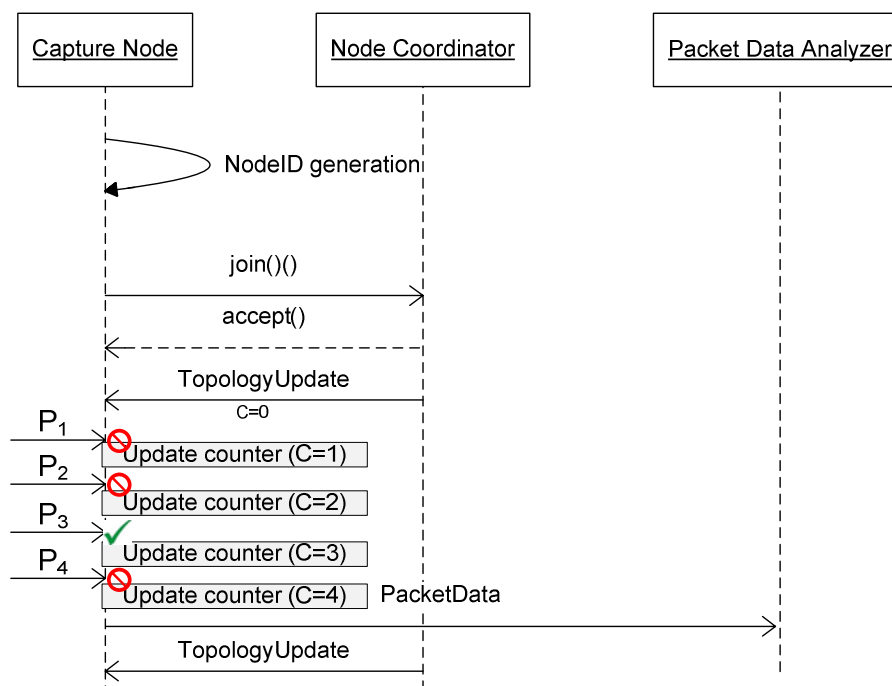 Capture Node
Node Coordinator
Packet Data Analyzer
NodeID generation
join()()
accept()
TopologyUpdate
C=0
P1
Update counter (C=1)
P2
Update counter (C=2)
P3
Update counter (C=3)
P4
Update counter (C=4)
PacketData
TopologyUpdate